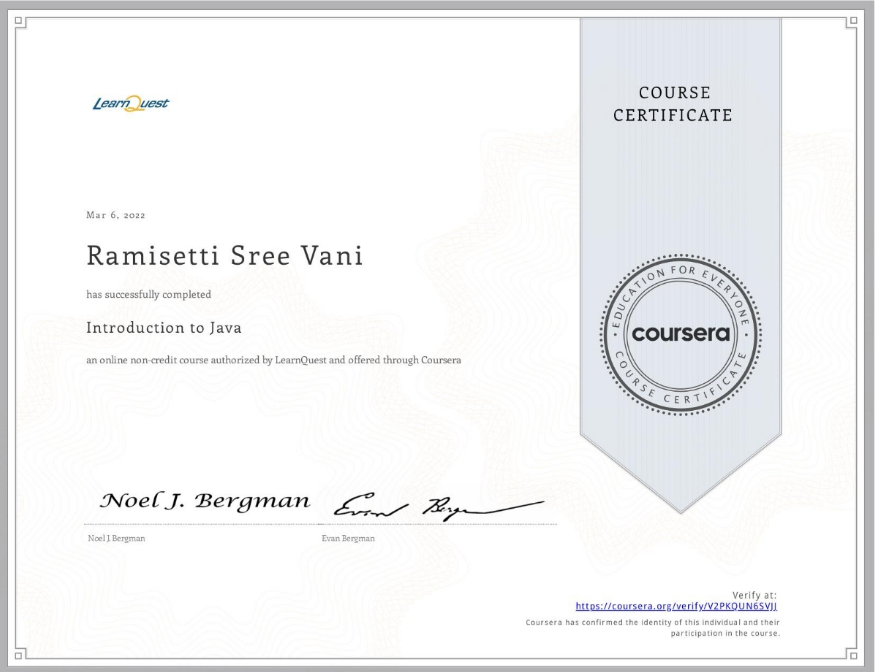 LearnQuest
COURSE
CERTIFICATE
Mar 6, 2022
Ramisetti Sree Vani
has successfully completed
Introduction to Java
an online non-credit course authorized by LearnQuest and offered through Coursera
EDUCATION FOR EVERYONE
coursera
COURSE CERTIFICATE
Noel J. Bergman
Evan Berg
Noel J Bergman
Evan Bergman
Verify at:
https://coursera.org/verify/V2PKQUN6SVJJ
Coursera has confirmed the identity of this individual and their
participation in the course.